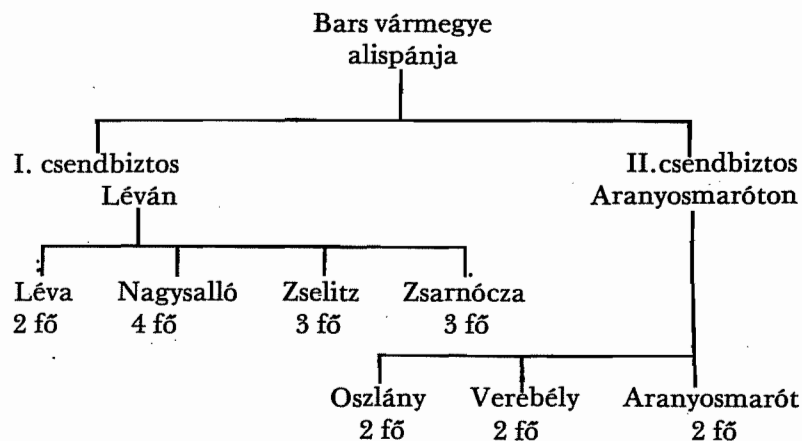 Bars vármegye
alispánja
I. csendbiztos
Léván
II.csendbiztos
Aranyosmaróton
Léva Nagysalló Zselitz Zsarnócza
2 fő 4 fő 3 fő 3 fő
Oszlány Verebély Aranyosmarót
2 fő 2 fő 2 fő